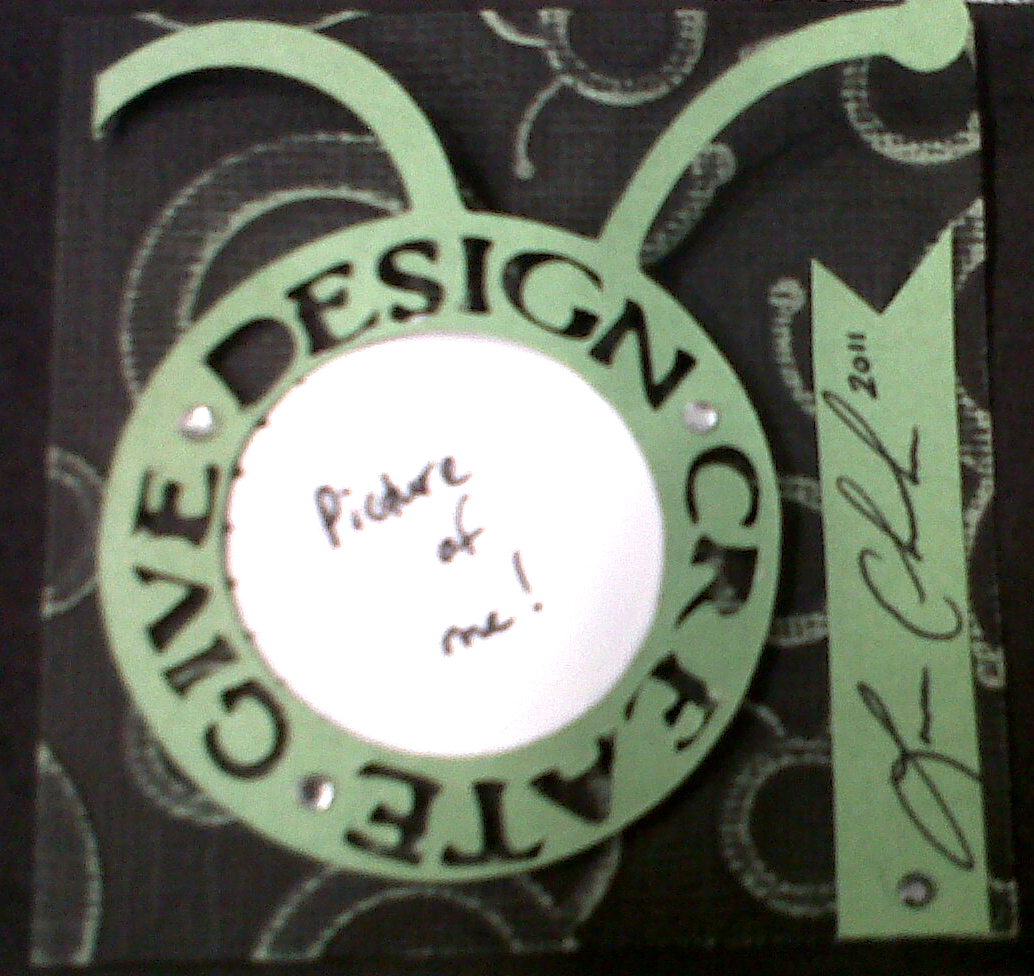 DESIGN · CREATE · GIVE
Picture
of
me!
2011